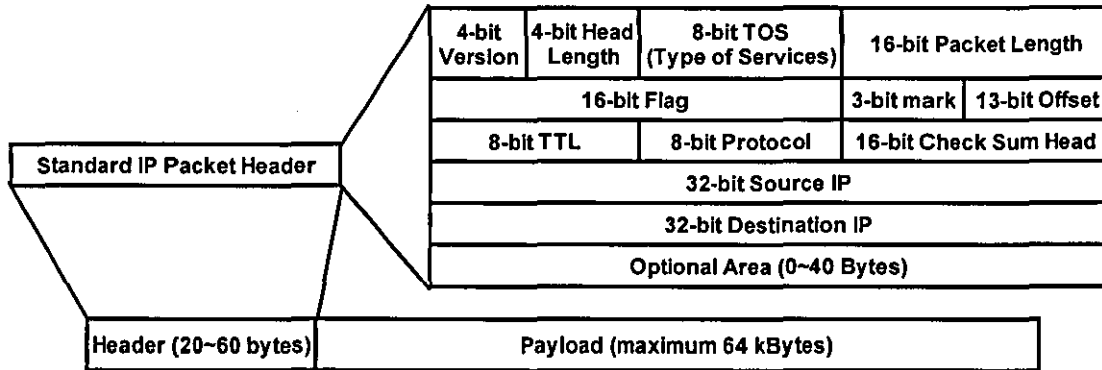 4-bit
Version
4-bit Head
Length
8-bit TOS
(Type of Services)
16-bit Packet Length
16-bit Flag
3-bit mark
13-bit Offset
8-bit TTL
8-bit Protocol
16-bit Check Sum Head
Standard IP Packet Header
32-bit Source IP
32-bit Destination IP
Optional Area (0~40 Bytes)
Header (20~60 bytes)
Payload (maximum 64 kBytes)